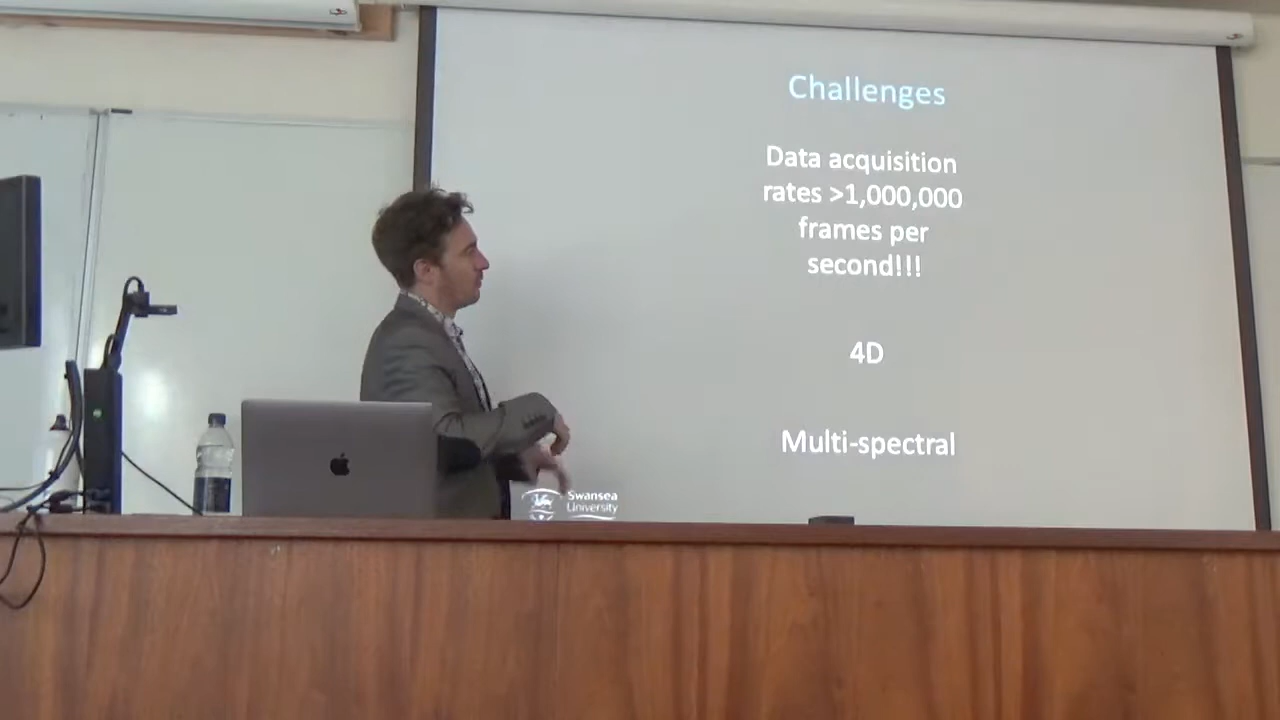 Challenges
Data acquisition
rates >1,000,000
frames per
second!!!
4D
Multi-spectral
Swansea
University